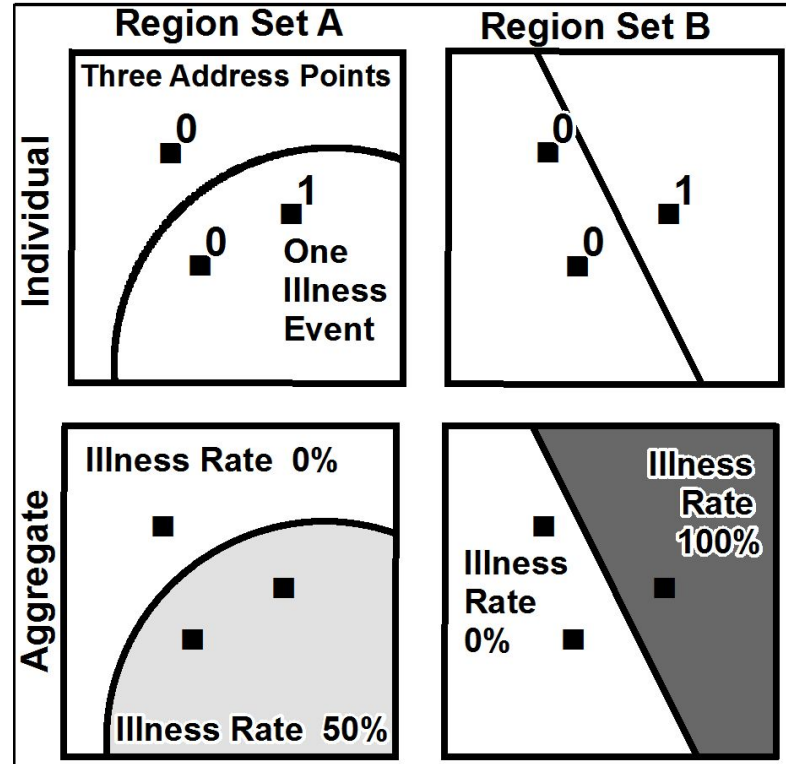 Region Set A
Region Set B
Individual
Three Address Points
0
1
0
One
Illness
Event
0
1
0
Aggregate
Illness Rate 0%
Illness Rate 50%
Illness
Rate
100%
Illness
Rate
0%